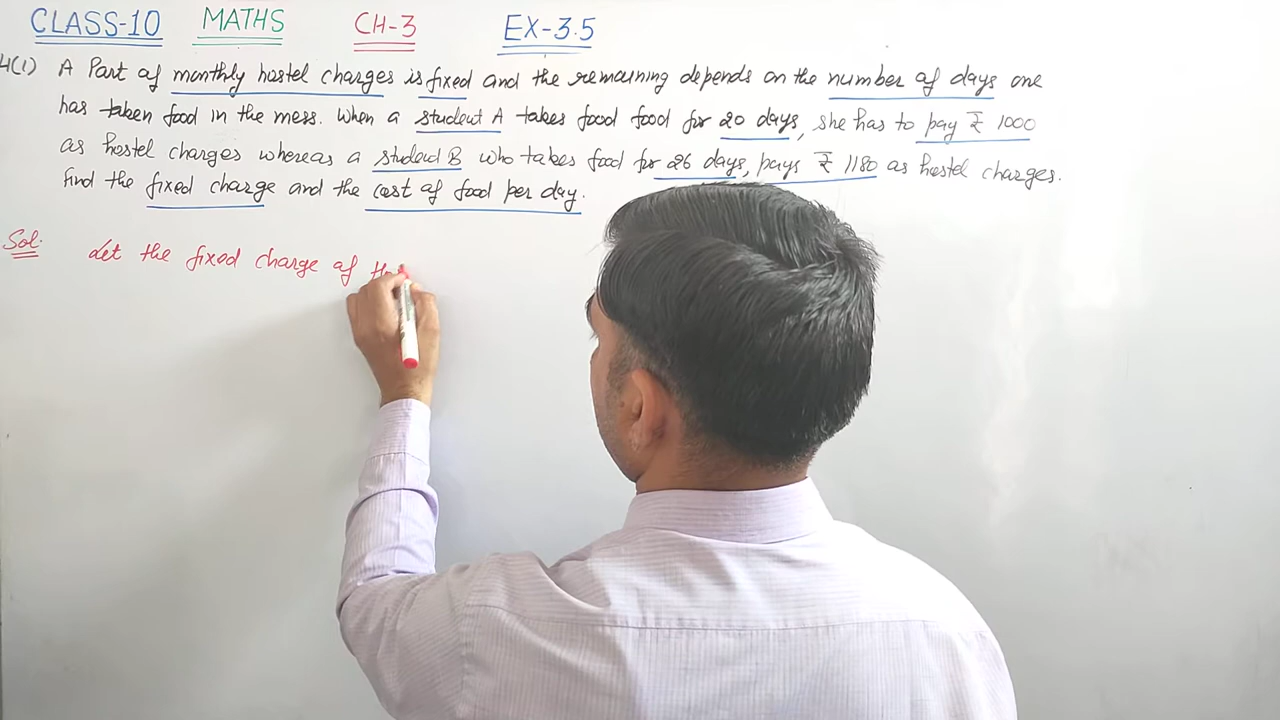 CLASS-10 MATHS CH-3 EX-3.5
4(i) A Part of monthly hostel charges is fixed and the remaining depends on the number of days one
has taken food in the mess. When a student A takes food food for 20 days, she has to pay ₹ 1000
as hostel charges whereas a student B who takes food for 26 days, pays ₹ 1180 as hostel charges.
Find the fixed charge and the cost of food per day.
Sol. Let the fixed charge of